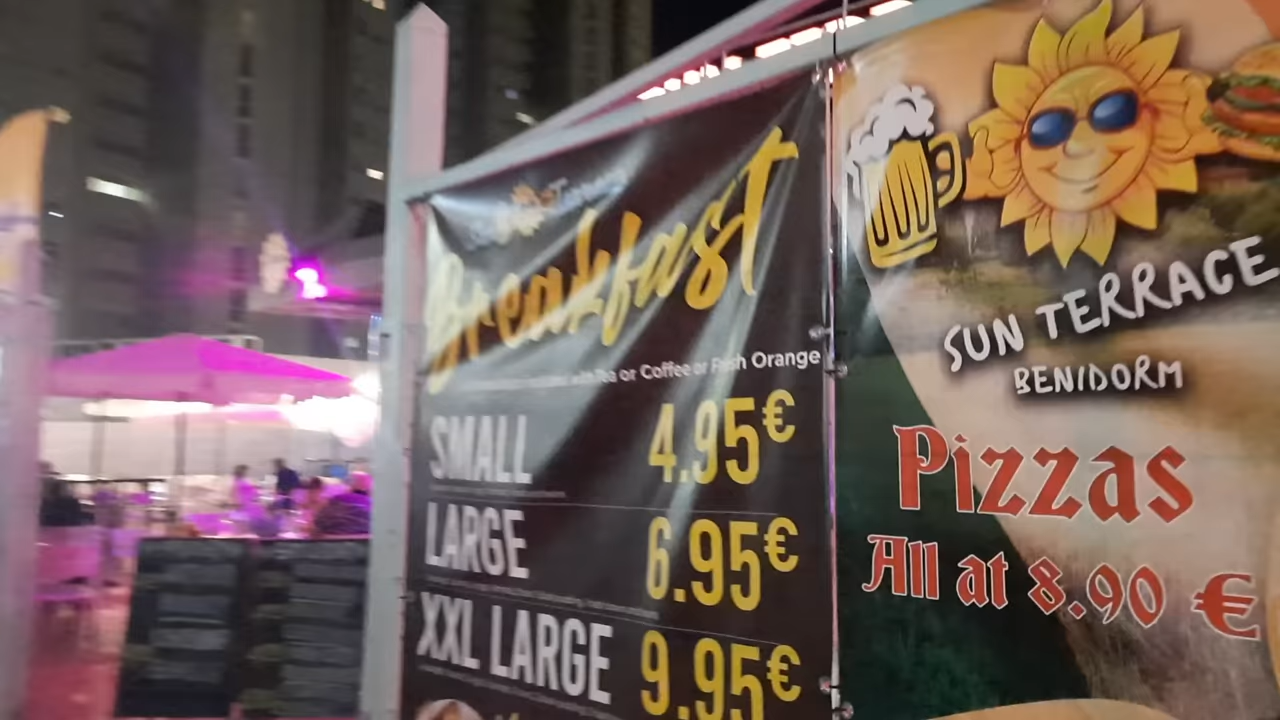 Terrace
Breakfast
with Tea or Coffee or Fresh Orange
SMALL 4.95€
LARGE 6.95€
XXL LARGE 9.95€
SUN TERRACE
BENIDORM
Pizzas
All at 8.90 €